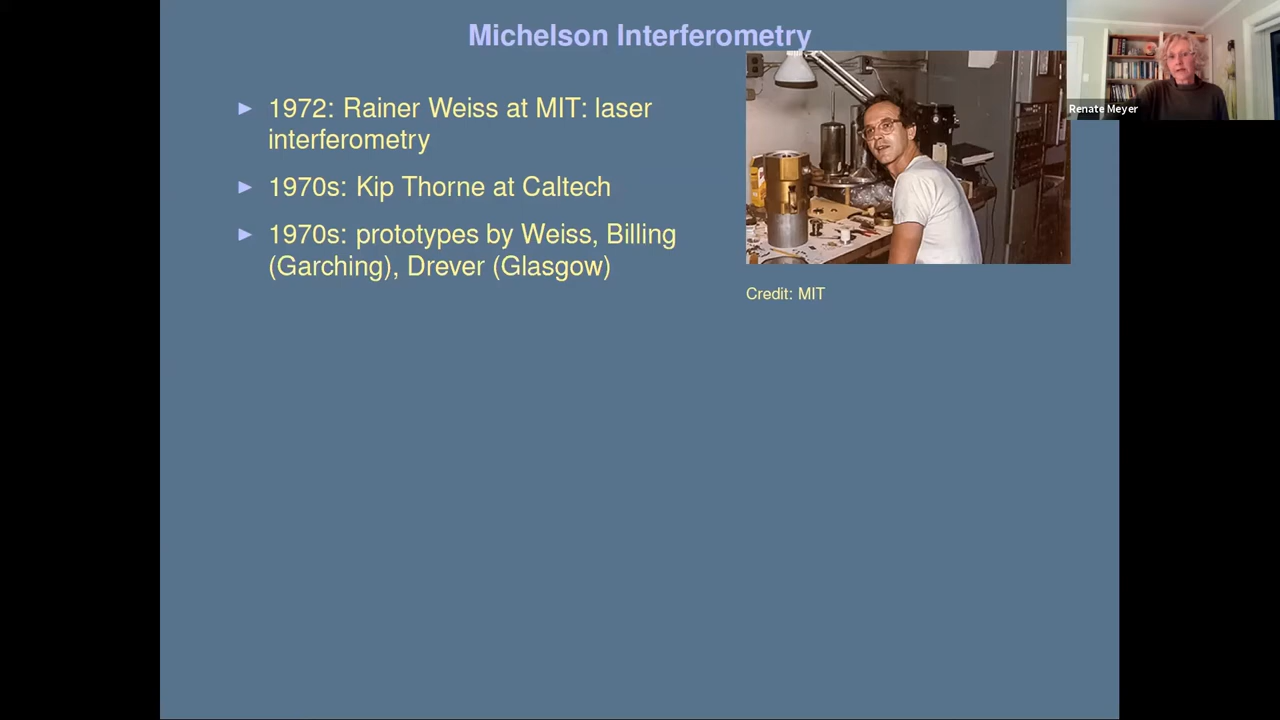 Michelson Interferometry
► 1972: Rainer Weiss at MIT: laser
interferometry
► 1970s: Kip Thorne at Caltech
► 1970s: prototypes by Weiss, Billing
(Garching), Drever (Glasgow)
Credit: MIT
Renate Meyer